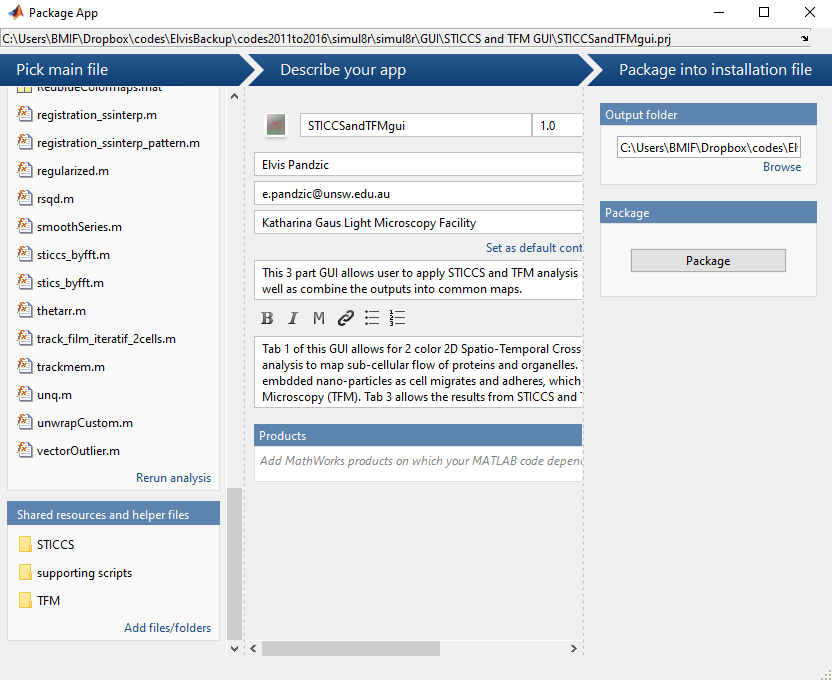 Package App
C:\Users\BMIF\Dropbox\codes\ElvisBackup\codes2011to2016\simul8r\simul8r\GUI\STICCS and TFM GUI\STICCSandTFMgui.prj
Pick main file
RedBlueColormaps.mat
registration_ssinterp.m
registration_ssinterp_pattern.m
regularized.m
rsqd.m
smoothSeries.m
sticcs_byfft.m
stics_byfft.m
thetarr.m
track_film_iteratif_2cells.m
trackmem.m
unq.m
unwrapCustom.m
vectorOutlier.m
Rerun analysis
Shared resources and helper files
STICCS
supporting scripts
TFM
Add files/folders
Describe your app
STICCSandTFMgui
1.0
Elvis Pandzic
e.pandzic@unsw.edu.au
Katharina Gaus Light Microscopy Facility
Set as default cont
This 3 part GUI allows user to apply STICCS and TFM analysis
well as combine the outputs into common maps.
B I M
Tab 1 of this GUI allows for 2 color 2D Spatio-Temporal Cross
analysis to map sub-cellular flow of proteins and organelles.
embdded nano-particles as cell migrates and adheres, which
Microscopy (TFM). Tab 3 allows the results from STICCS and
Products
Add MathWorks products on which your MATLAB code depen
Package into installation file
Output folder
C:\Users\BMIF\Dropbox\codes\El
Browse
Package
Package